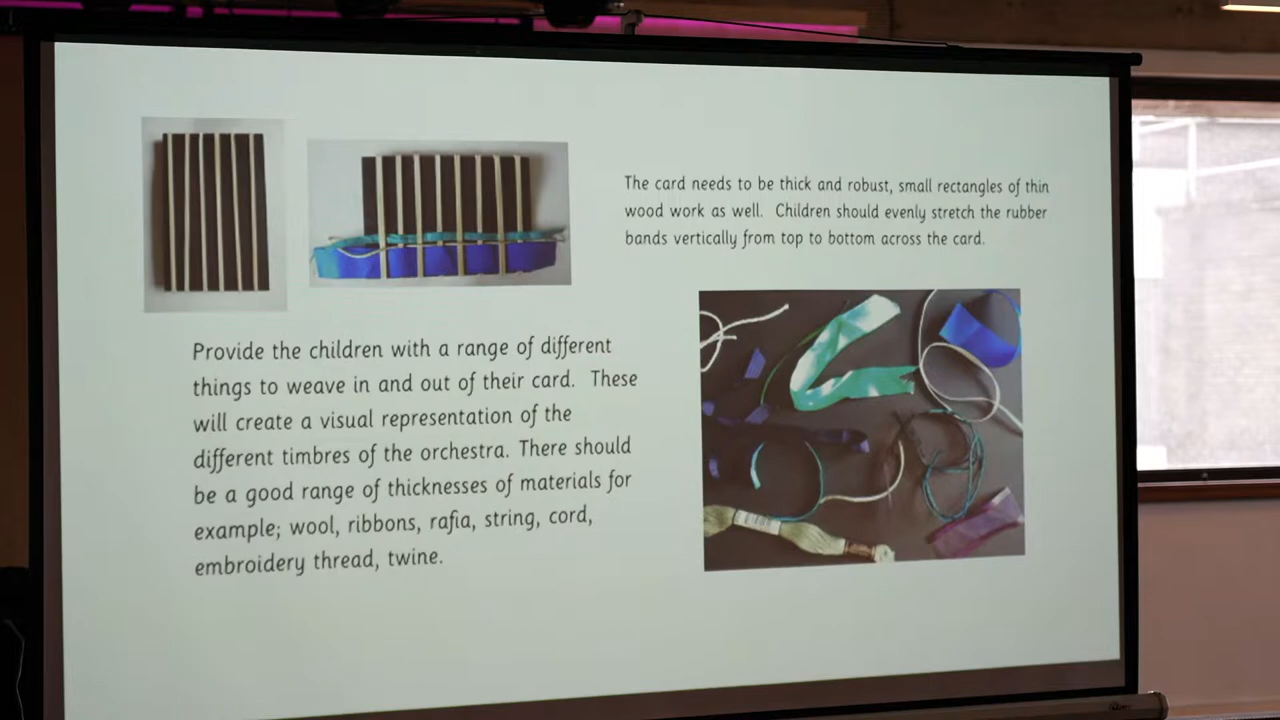 The card needs to be thick and robust, small rectangles of thin
wood work as well. Children should evenly stretch the rubber
bands vertically from top to bottom across the card.
Provide the children with a range of different
things to weave in and out of their card. These
will create a visual representation of the
different timbres of the orchestra. There should
be a good range of thicknesses of materials for
example; wool, ribbons, rafia, string, cord,
embroidery thread, twine.